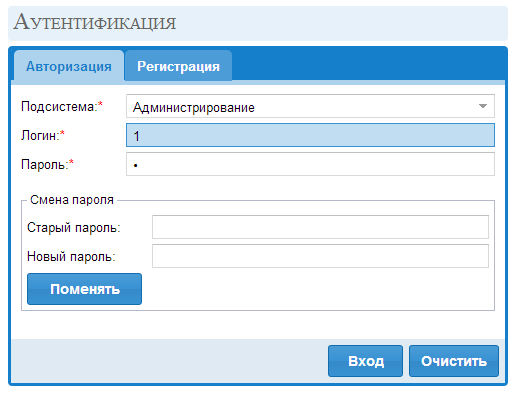 Аутентификация
Авторизация Регистрация
Подсистема:* Администрирование
Логин:* 1
Пароль:* •
Смена пароля
Старый пароль:
Новый пароль:
Поменять
Вход Очистить